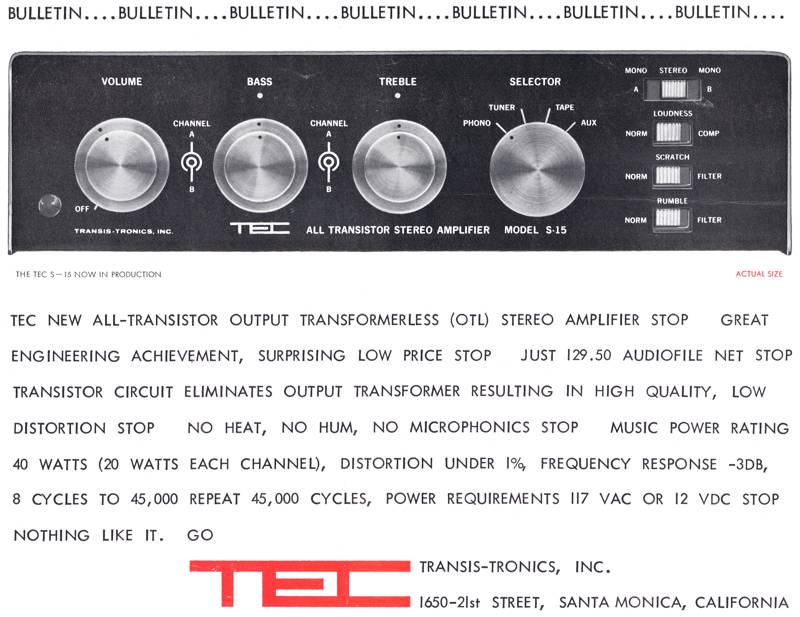 BULLETIN....BULLETIN....BULLETIN....BULLETIN....BULLETIN....BULLETIN....BULLETIN....
VOLUME BASS TREBLE SELECTOR
MONO STEREO MONO
A B
TUNER TAPE
PHONO AUX
CHANNEL A B
CHANNEL A B
OFF
LOUDNESS
NORM COMP
SCRATCH
NORM FILTER
RUMBLE
NORM FILTER
TRANSIS-TRONICS, INC. TEC ALL TRANSISTOR STEREO AMPLIFIER MODEL S-15
THE TEC S-15 NOW IN PRODUCTION ACTUAL SIZE
TEC NEW ALL-TRANSISTOR OUTPUT TRANSFORMERLESS (OTL) STEREO AMPLIFIER STOP GREAT
ENGINEERING ACHIEVEMENT, SURPRISING LOW PRICE STOP JUST 129.50 AUDIOFILE NET STOP
TRANSISTOR CIRCUIT ELIMINATES OUTPUT TRANSFORMER RESULTING IN HIGH QUALITY, LOW
DISTORTION STOP NO HEAT, NO HUM, NO MICROPHONICS STOP MUSIC POWER RATING
40 WATTS (20 WATTS EACH CHANNEL), DISTORTION UNDER 1%, FREQUENCY RESPONSE -3DB,
8 CYCLES TO 45,000 REPEAT 45,000 CYCLES, POWER REQUIREMENTS 117 VAC OR 12 VDC STOP
NOTHING LIKE IT. GO
TEC TRANSIS-TRONICS, INC.
1650-21st STREET, SANTA MONICA, CALIFORNIA